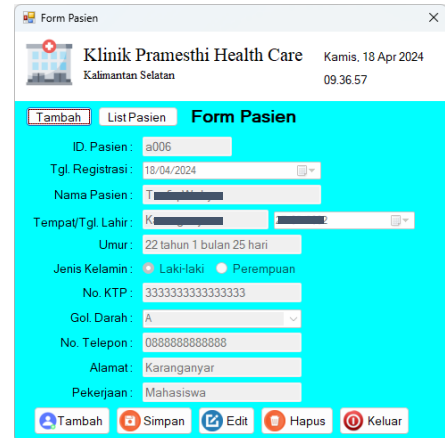 Form Pasien
Klinik Pramesthi Health Care
Kalimantan Selatan
Kamis, 18 Apr 2024
09.36.57
Tambah List Pasien Form Pasien
ID. Pasien : a006
Tgl. Registrasi : 18/04/2024
Nama Pasien :
Tempat/Tgl. Lahir :
Umur : 22 tahun 1 bulan 25 hari
Jenis Kelamin : Laki-laki Perempuan
No. KTP : 3333333333333333
Gol. Darah : A
No. Telepon : 0888888888888
Alamat : Karanganyar
Pekerjaan : Mahasiswa
Tambah Simpan Edit Hapus Keluar